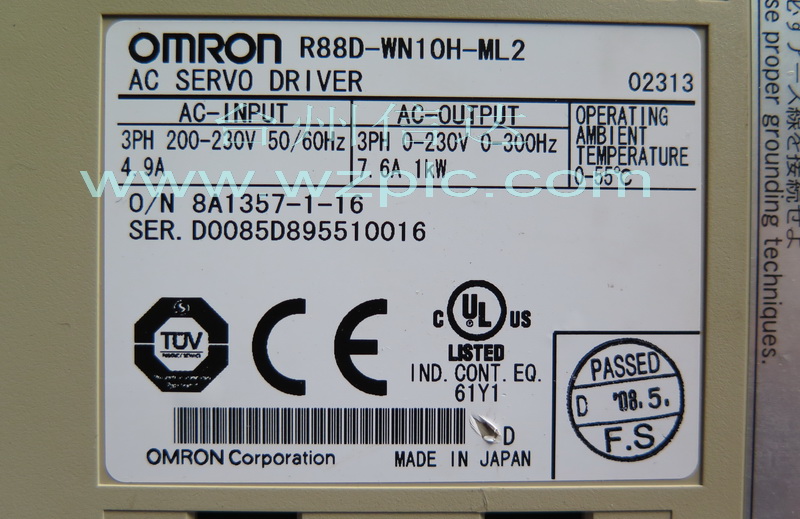 OMRON R88D-WN10H-ML2
AC SERVO DRIVER 02313
AC-INPUT AC-OUTPUT OPERATING AMBIENT TEMPERATURE 0-55°C
3PH 200-230V 50/60Hz 3PH 0-230V 0-300Hz
4.9A 7.6A 1kW
www.wzpic.com
O/N 8A1357-1-16
SER. D0085D895510016
TÜV
CE
C UL US
LISTED
IND. CONT. EQ.
61Y1
PASSED
D '08.5.
F.S
D
OMRON Corporation MADE IN JAPAN
se proper grounding techniques.